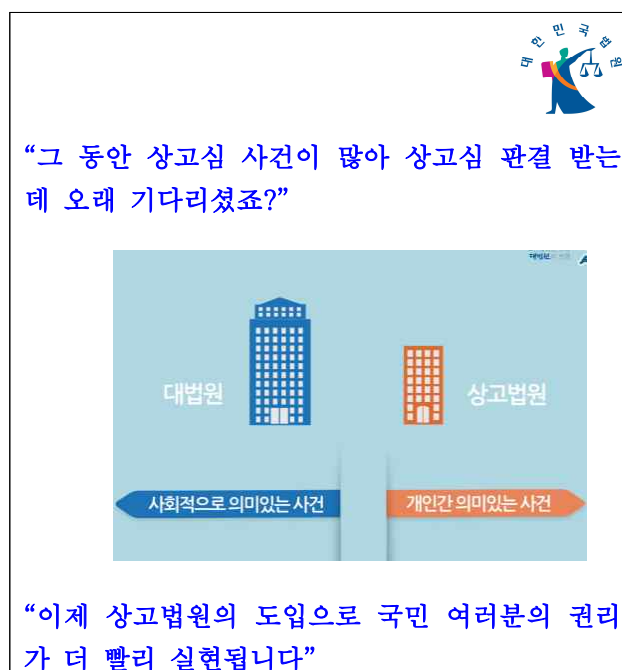 대한민국법원
“그 동안 상고심 사건이 많아 상고심 판결 받는
데 오래 기다리셨죠?”
대법원
상고법원
사회적으로 의미있는 사건
개인간 의미있는 사건
“이제 상고법원의 도입으로 국민 여러분의 권리
가 더 빨리 실현됩니다”